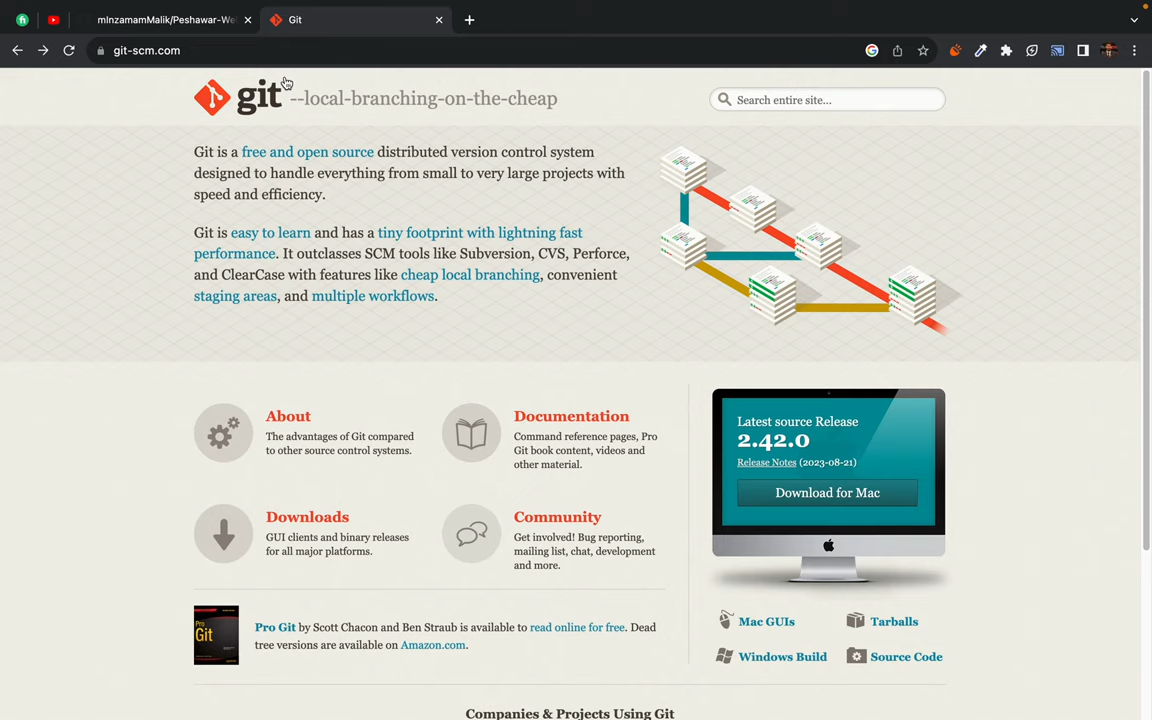 mInzamamMalik/Peshawar-We
Git
git-scm.com
git --local-branching-on-the-cheap
Search entire site...
Git is a free and open source distributed version control system
designed to handle everything from small to very large projects with
speed and efficiency.
Git is easy to learn and has a tiny footprint with lightning fast
performance. It outclasses SCM tools like Subversion, CVS, Perforce,
and ClearCase with features like cheap local branching, convenient
staging areas, and multiple workflows.
About
The advantages of Git compared
to other source control systems.
Documentation
Command reference pages, Pro
Git book content, videos and
other material.
Downloads
GUI clients and binary releases
for all major platforms.
Community
Get involved! Bug reporting,
mailing list, chat, development
and more.
Latest source Release
2.42.0
Release Notes (2023-08-21)
Download for Mac
Mac GUIs
Tarballs
Windows Build
Source Code
Pro
Git
Pro Git by Scott Chacon and Ben Straub is available to read online for free. Dead
tree versions are available on Amazon.com.
Companies & Projects Using Git